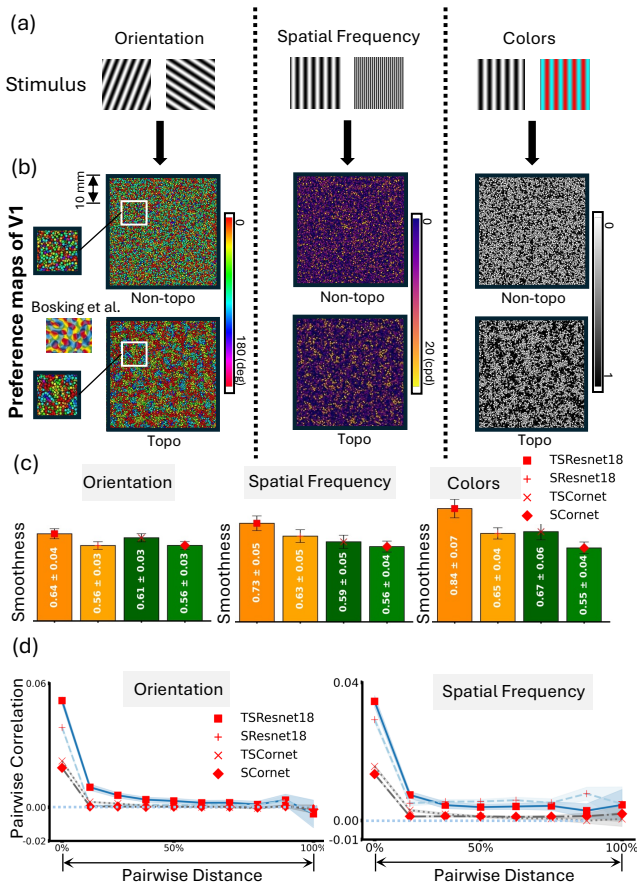 (a)
Orientation
Spatial Frequency
Colors
Stimulus
(b)
10 mm
Preference maps of V1
Non-topo
Non-topo
Non-topo
Bosking et al.
0
180 (deg)
0
20 (cpd)
0
1
Topo
Topo
Topo
(c)
Orientation
Spatial Frequency
Colors
TSResnet18
SResnet18
TSCornet
SCornet
Smoothness
0.64 ± 0.04
0.56 ± 0.03
0.61 ± 0.03
0.56 ± 0.03
Smoothness
0.73 ± 0.05
0.63 ± 0.05
0.59 ± 0.05
0.56 ± 0.04
Smoothness
0.84 ± 0.07
0.65 ± 0.04
0.67 ± 0.06
0.55 ± 0.04
(d)
Pairwise Correlation
0.06
0.000
-0.02
Orientation
TSResnet18
SResnet18
TSCornet
SCornet
0%
50%
100%
Pairwise Distance
0.04
0.00
-0.01
Spatial Frequency
0%
50%
100%
Pairwise Distance